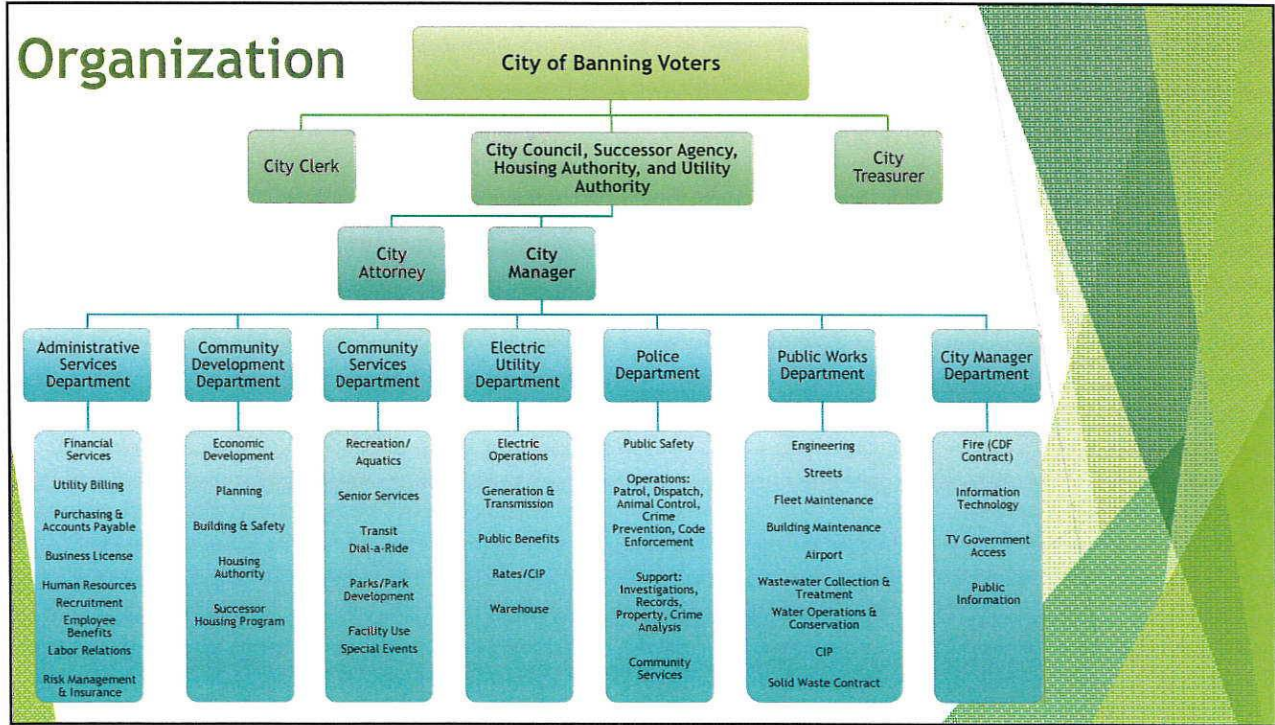 Organization
City of Banning Voters
City Clerk
City Council, Successor Agency,
Housing Authority, and Utility
Authority
City
Treasurer
City
Attorney
City
Manager
Administrative
Services
Department
Community
Development
Department
Community
Services
Department
Electric
Utility
Department
Police
Department
Public Works
Department
City Manager
Department
Financial
Services
Utility Billing
Purchasing &
Accounts Payable
Business License
Human Resources
Recruitment
Employee
Benefits
Labor Relations
Risk Management
& Insurance
Economic
Development
Planning
Building & Safety
Housing
Authority
Successor
Housing Program
Recreation/
Aquatics
Senior Services
Transit
Dial-a-Ride
Parks/Park
Development
Facility Use
Special Events
Electric
Operations
Generation &
Transmission
Public Benefits
Rates/CIP
Warehouse
Public Safety
Operations:
Patrol, Dispatch,
Animal Control,
Crime
Prevention, Code
Enforcement
Support:
Investigations,
Records,
Property, Crime
Analysis
Community
Services
Engineering
Streets
Fleet Maintenance
Building Maintenance
Airport
Wastewater Collection &
Treatment
Water Operations &
Conservation
CIP
Solid Waste Contract
Fire (CDF
Contract)
Information
Technology
TV Government
Access
Public
Information